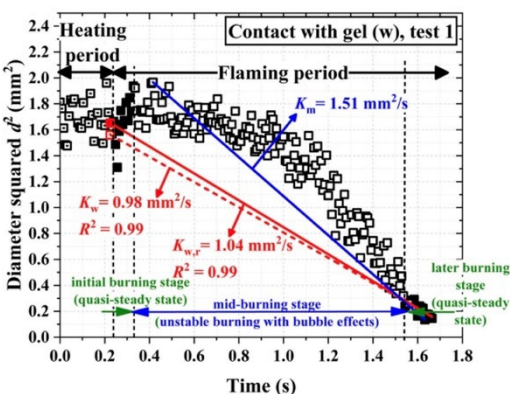 Contact with gel (w), test 1
Heating
period
Flaming period
Kₘ= 1.51 mm²/s
K_w= 0.98 mm²/s
R² = 0.99
K_w,r= 1.04 mm²/s
R² = 0.99
initial burning stage
(quasi-steady state)
mid-burning stage
(unstable burning with bubble effects)
later burning
stage
(quasi-steady
state)
Diameter squared d² (mm²)
2.4
2.2
2.0
1.8
1.6
1.4
1.2
1.0
0.8
0.6
0.4
0.2
0.0
0.0 0.2 0.4 0.6 0.8 1.0 1.2 1.4 1.6 1.8
Time (s)